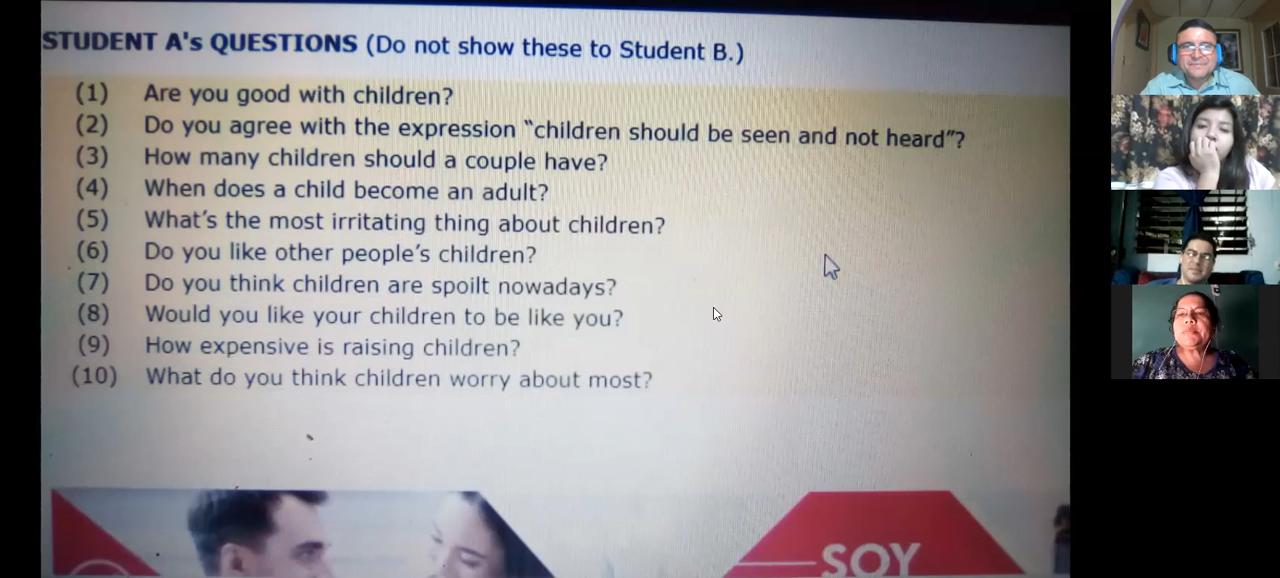 STUDENT A's QUESTIONS (Do not show these to Student B.)
(1) Are you good with children?
(2) Do you agree with the expression "children should be seen and not heard"?
(3) How many children should a couple have?
(4) When does a child become an adult?
(5) What's the most irritating thing about children?
(6) Do you like other people's children?
(7) Do you think children are spoilt nowadays?
(8) Would you like your children to be like you?
(9) How expensive is raising children?
(10) What do you think children worry about most?
SOY